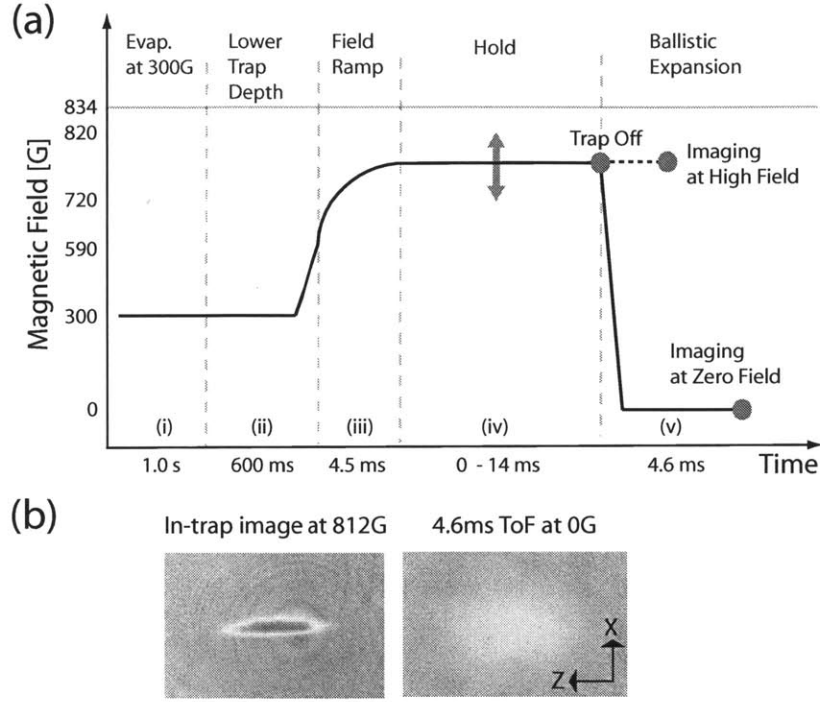 (a)
Evap.
at 300G
Lower
Trap
Depth
Field
Ramp
Hold
Ballistic
Expansion
Magnetic Field [G]
834
820
720
590
300
0
Trap Off
Imaging
at High Field
Imaging
at Zero Field
(i)
(ii)
(iii)
(iv)
(v)
1.0 s
600 ms
4.5 ms
0 - 14 ms
4.6 ms
Time
(b)
In-trap image at 812G
4.6ms ToF at 0G
X
Z